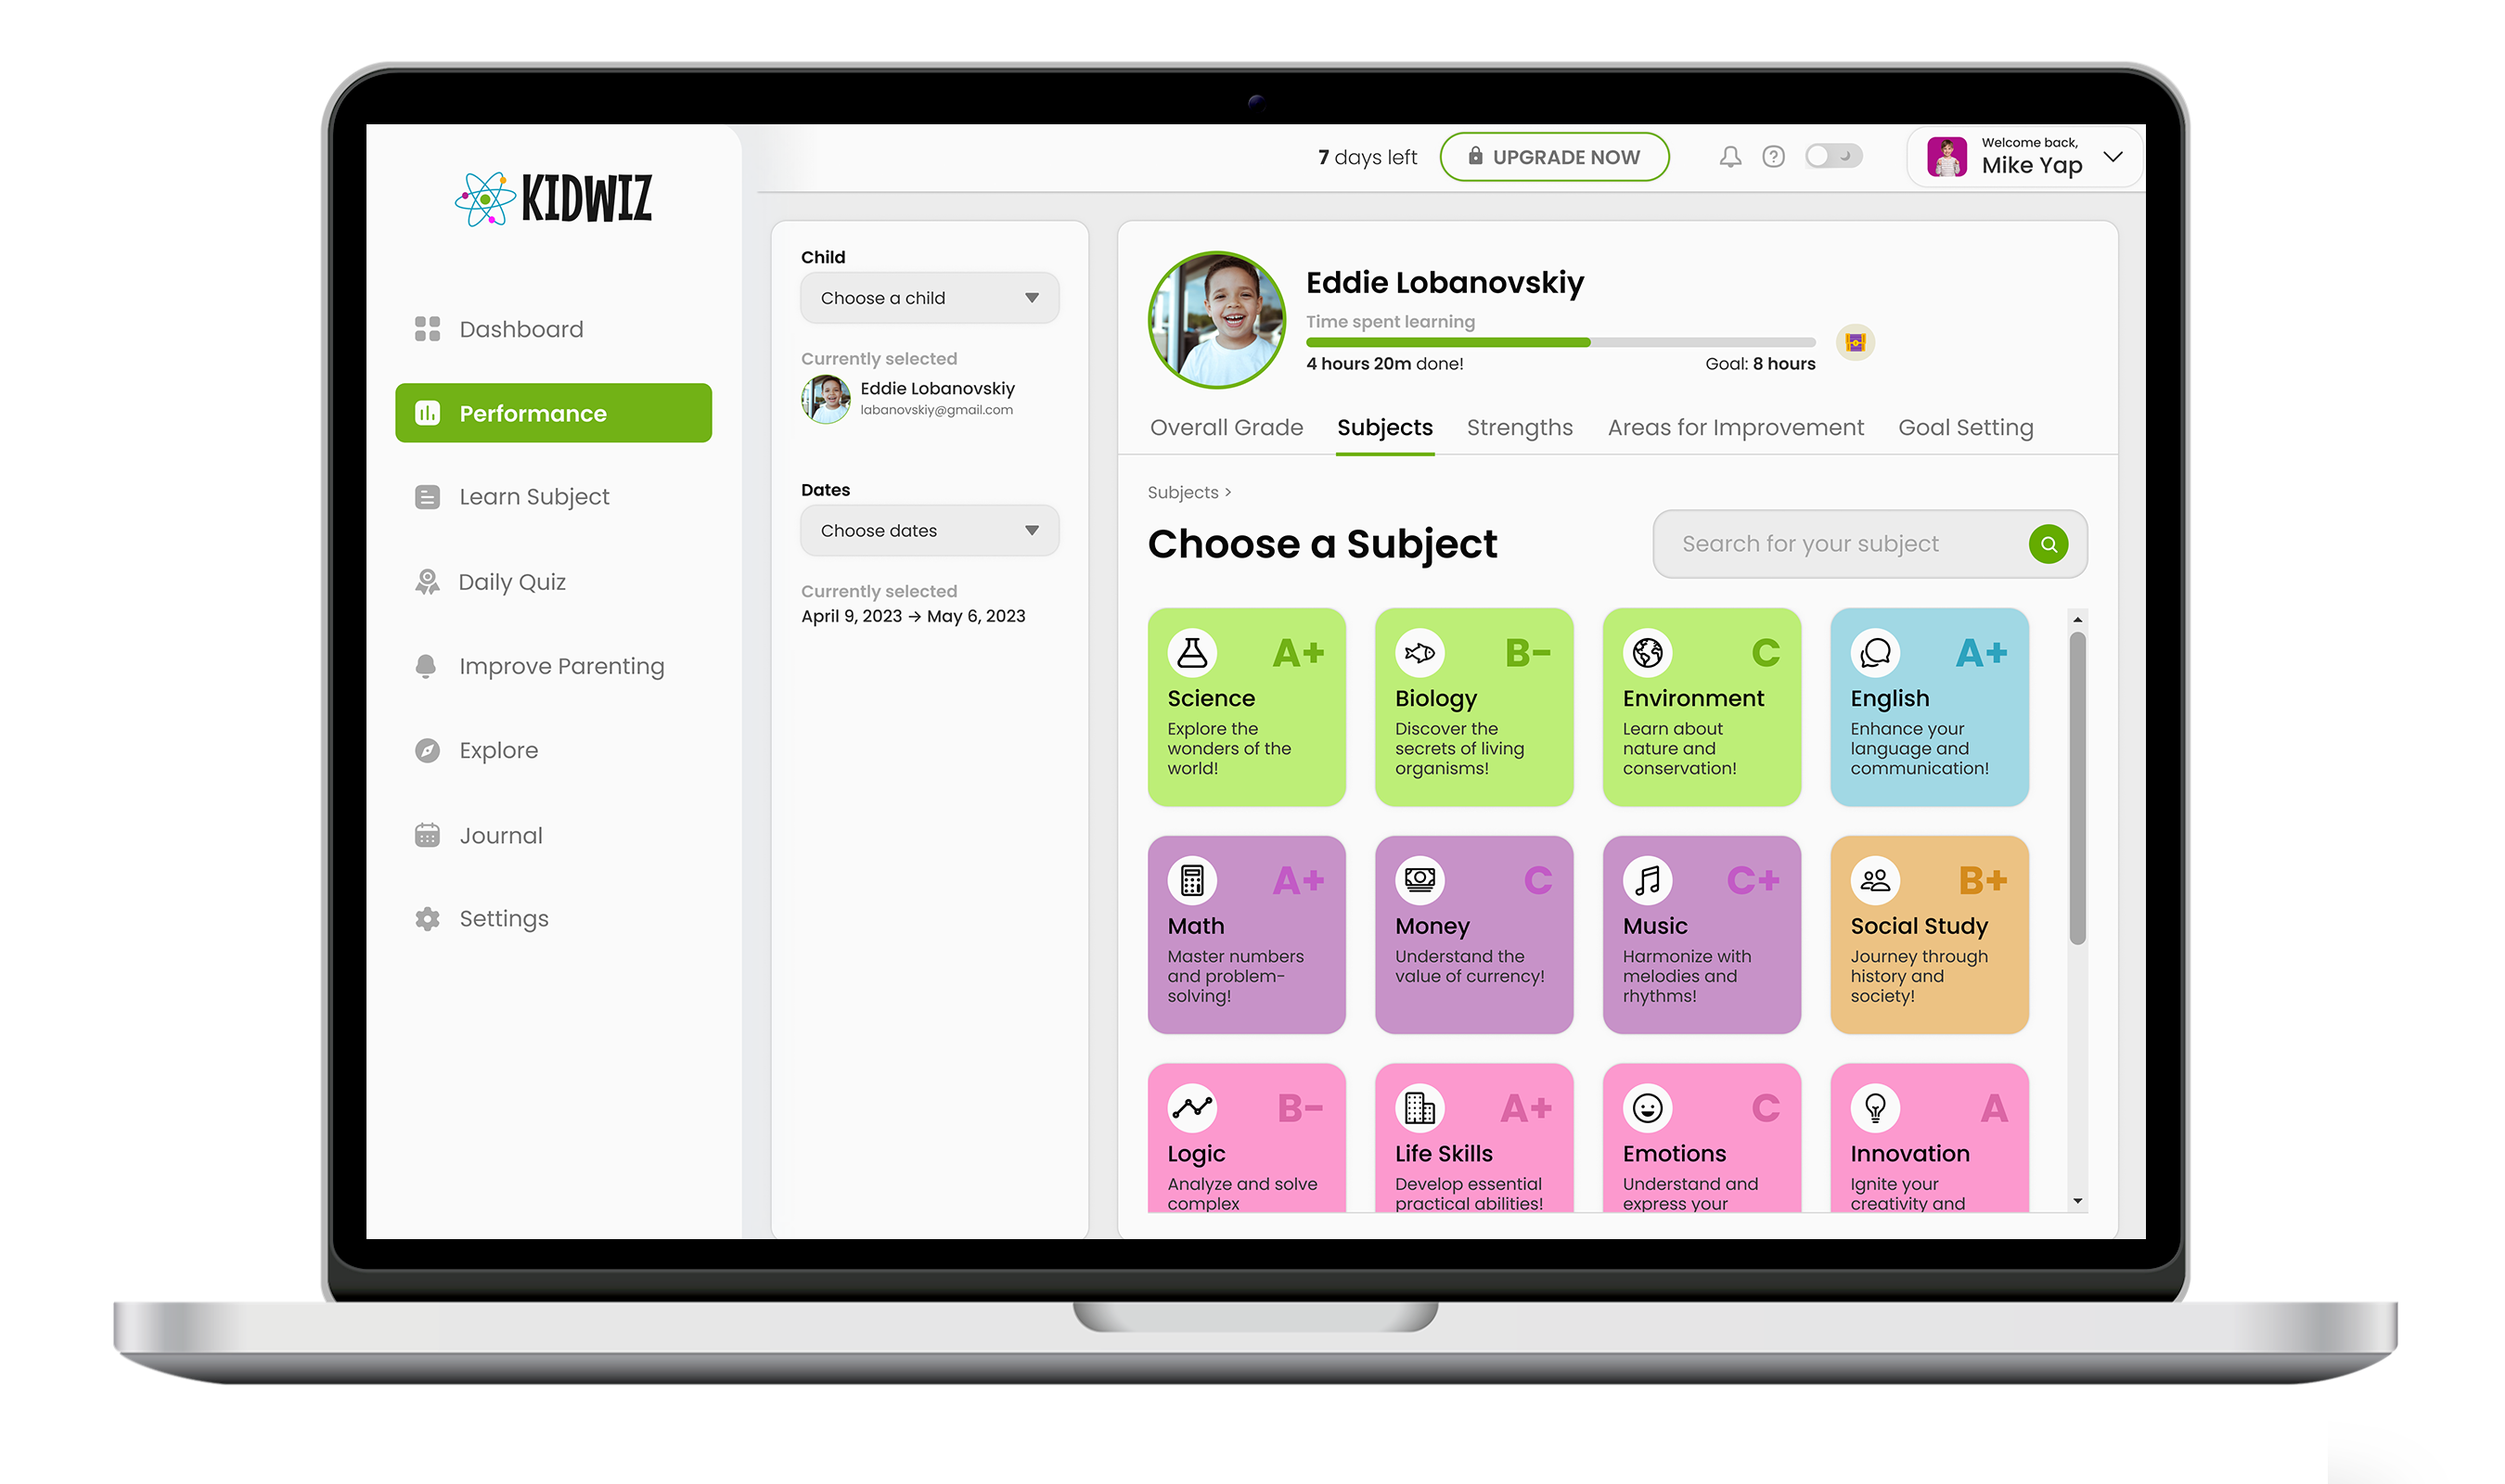 KIDWIZ
Dashboard
Performance
Learn Subject
Daily Quiz
Improve Parenting
Explore
Journal
Settings
7 days left
UPGRADE NOW
Welcome back,
Mike Yap
Child
Choose a child
Currently selected
Eddie Lobanovskiy
labanovskiy@gmail.com
Dates
Choose dates
Currently selected
April 9, 2023 → May 6, 2023
Eddie Lobanovskiy
Time spent learning
4 hours 20m done!
Goal: 8 hours
Overall Grade
Subjects
Strengths
Areas for Improvement
Goal Setting
Subjects >
Choose a Subject
Search for your subject
A+
Science
Explore the
wonders of the
world!
B-
Biology
Discover the
secrets of living
organisms!
C
Environment
Learn about
nature and
conservation!
A+
English
Enhance your
language and
communication!
A+
Math
Master numbers
and problem-
solving!
C
Money
Understand the
value of currency!
C+
Music
Harmonize with
melodies and
rhythms!
B+
Social Study
Journey through
history and
society!
B-
Logic
Analyze and solve
complex
A+
Life Skills
Develop essential
practical abilities!
C
Emotions
Understand and
express your
A
Innovation
Ignite your
creativity and